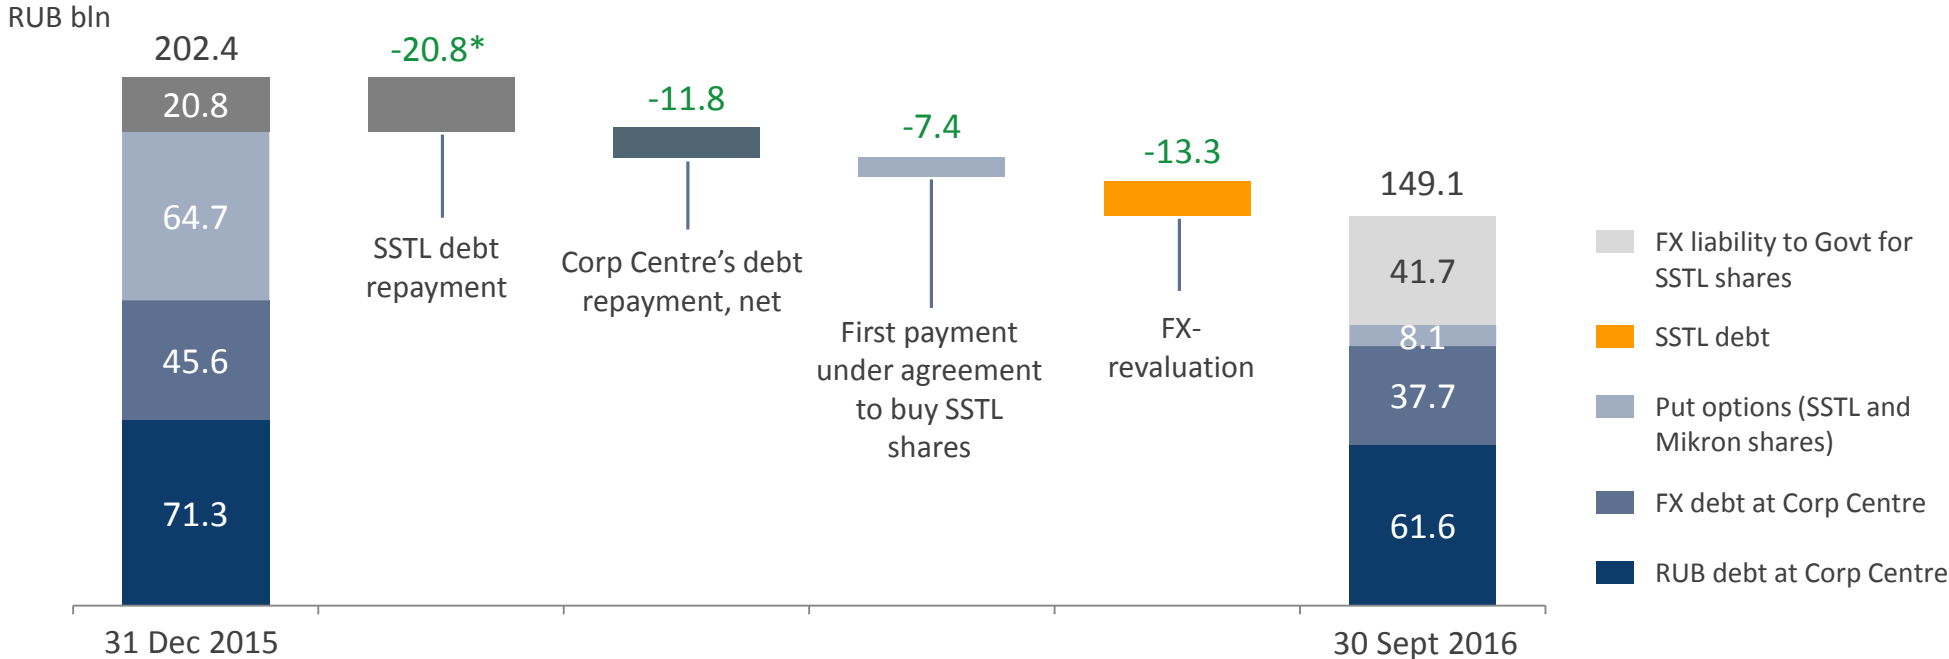 RUB bln
202.4
20.8
64.7
45.6
71.3
31 Dec 2015
-20.8*
SSTL debt
repayment
-11.8
Corp Centre’s debt
repayment, net
-7.4
First payment
under agreement
to buy SSTL
shares
-13.3
FX-
revaluation
149.1
41.7
8.1
37.7
61.6
30 Sept 2016
FX liability to Govt for
SSTL shares
SSTL debt
Put options (SSTL and
Mikron shares)
FX debt at Corp Centre
RUB debt at Corp Centre